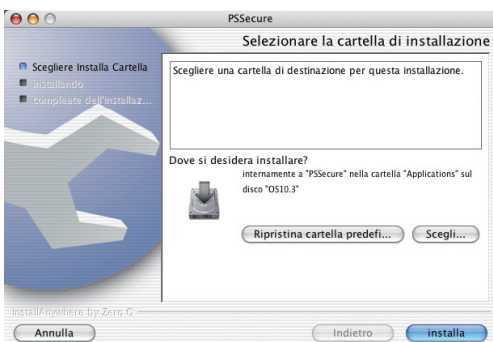 PSSecure
Selezionare la cartella di installazione
Scegliere Installa Cartella
installando
compleate dell'installaz...
Scegliere una cartella di destinazione per questa installazione.
Dove si desidera installare?
internamente a "PSSecure" nella cartella "Applications" sul
disco "OS10.3"
Ripristina cartella predefi...
Scegli...
InstallAnywhere by Zero G
Annulla
Indietro
installa